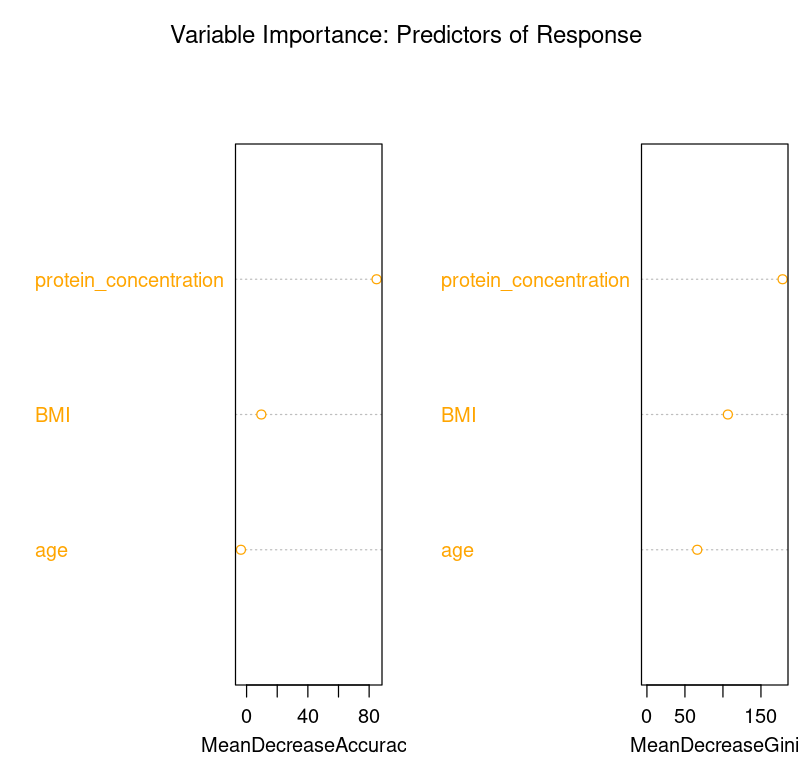 Variable Importance: Predictors of Response
protein_concentration
BMI
age
0 40 80
MeanDecreaseAccurac
protein_concentration
BMI
age
0 50 150
MeanDecreaseGini